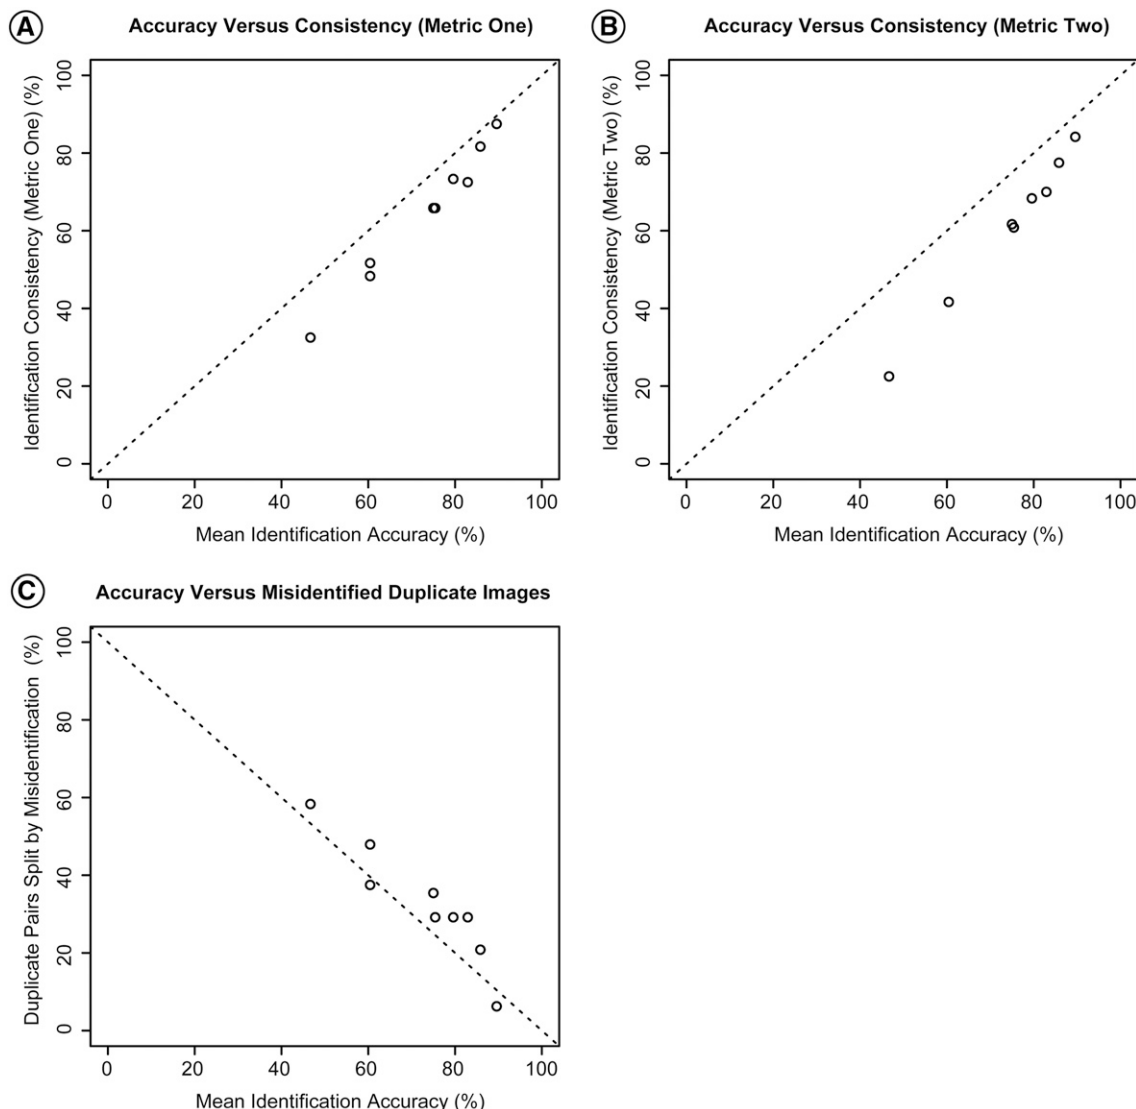 A
Accuracy Versus Consistency (Metric One)
Identification Consistency (Metric One) (%)
100
80
60
40
20
0
0 20 40 60 80 100
Mean Identification Accuracy (%)
B
Accuracy Versus Consistency (Metric Two)
Identification Consistency (Metric Two) (%)
100
80
60
40
20
0
0 20 40 60 80 100
Mean Identification Accuracy (%)
C
Accuracy Versus Misidentified Duplicate Images
Duplicate Pairs Split by Misidentification (%)
100
80
60
40
20
0
0 20 40 60 80 100
Mean Identification Accuracy (%)